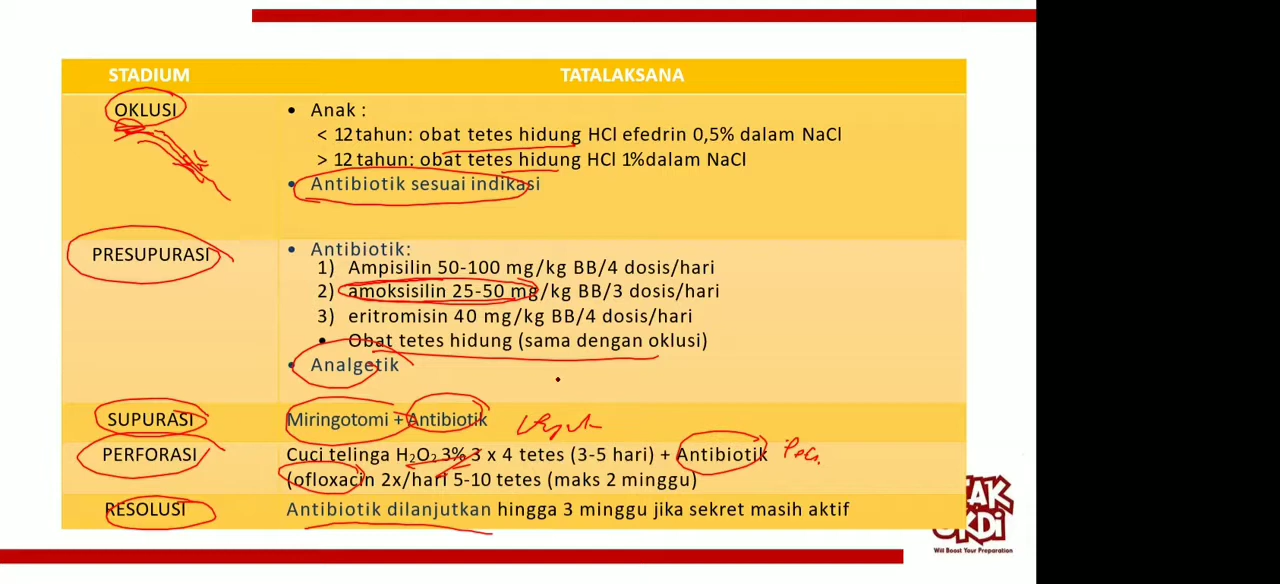 STADIUM TATALAKSANA
OKLUSI
• Anak :
< 12 tahun: obat tetes hidung HCl efedrin 0,5% dalam NaCl
> 12 tahun: obat tetes hidung HCl 1%dalam NaCl
• Antibiotik sesuai indikasi
PRESUPURASI
• Antibiotik:
1) Ampisilin 50-100 mg/kg BB/4 dosis/hari
2) amoksisilin 25-50 mg/kg BB/3 dosis/hari
3) eritromisin 40 mg/kg BB/4 dosis/hari
• Obat tetes hidung (sama dengan oklusi)
• Analgetik
SUPURASI Miringotomi + Antibiotik
PERFORASI Cuci telinga H₂O₂ 3% 3 x 4 tetes (3-5 hari) + Antibiotik
(ofloxacin 2x/hari 5-10 tetes (maks 2 minggu)
RESOLUSI Antibiotik dilanjutkan hingga 3 minggu jika sekret masih aktif
Will Boost Your Preparation